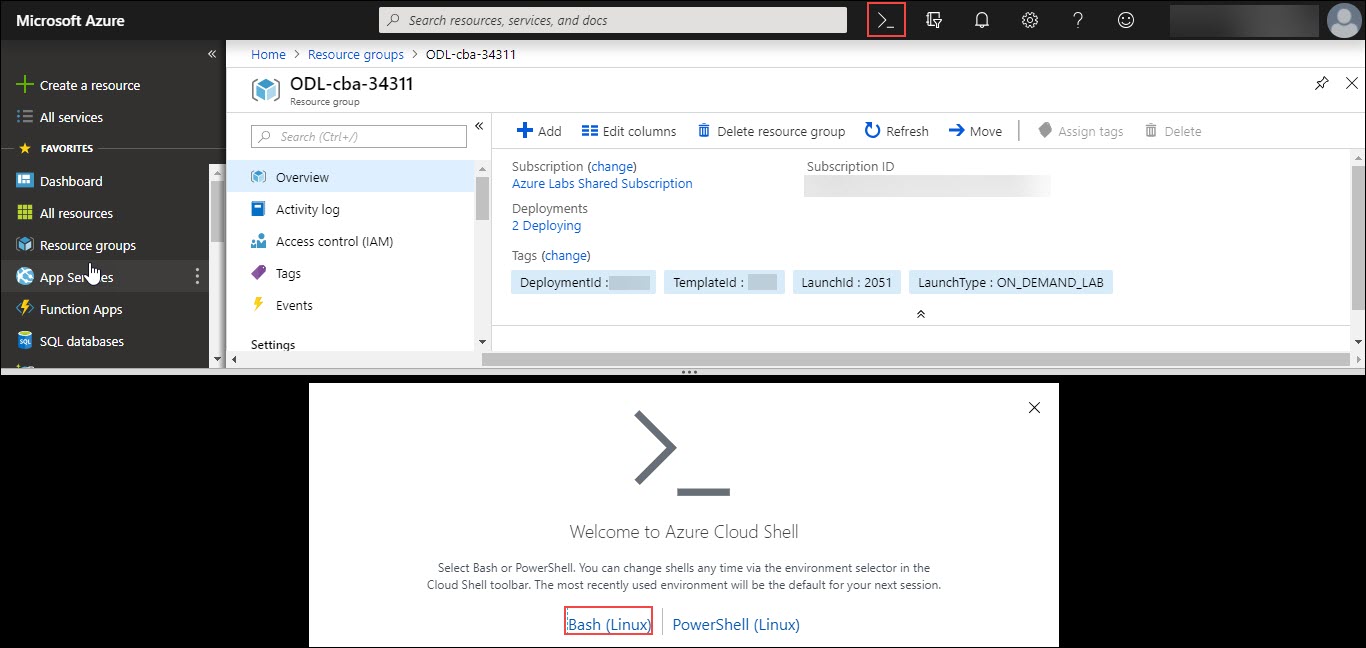 Microsoft Azure
Search resources, services, and docs
Create a resource
All services
FAVORITES
Dashboard
All resources
Resource groups
App Services
Function Apps
SQL databases
Home > Resource groups > ODL-cba-34311
ODL-cba-34311
Resource group
Search (Ctrl+/)
Overview
Activity log
Access control (IAM)
Tags
Events
Settings
Add Edit columns Delete resource group Refresh Move Assign tags Delete
Subscription (change)
Azure Labs Shared Subscription
Subscription ID
Deployments
2 Deploying
Tags (change)
DeploymentId : TemplateId : LaunchId : 2051 LaunchType : ON_DEMAND_LAB
Welcome to Azure Cloud Shell
Select Bash or PowerShell. You can change shells any time via the environment selector in the
Cloud Shell toolbar. The most recently used environment will be the default for your next session.
Bash (Linux) PowerShell (Linux)